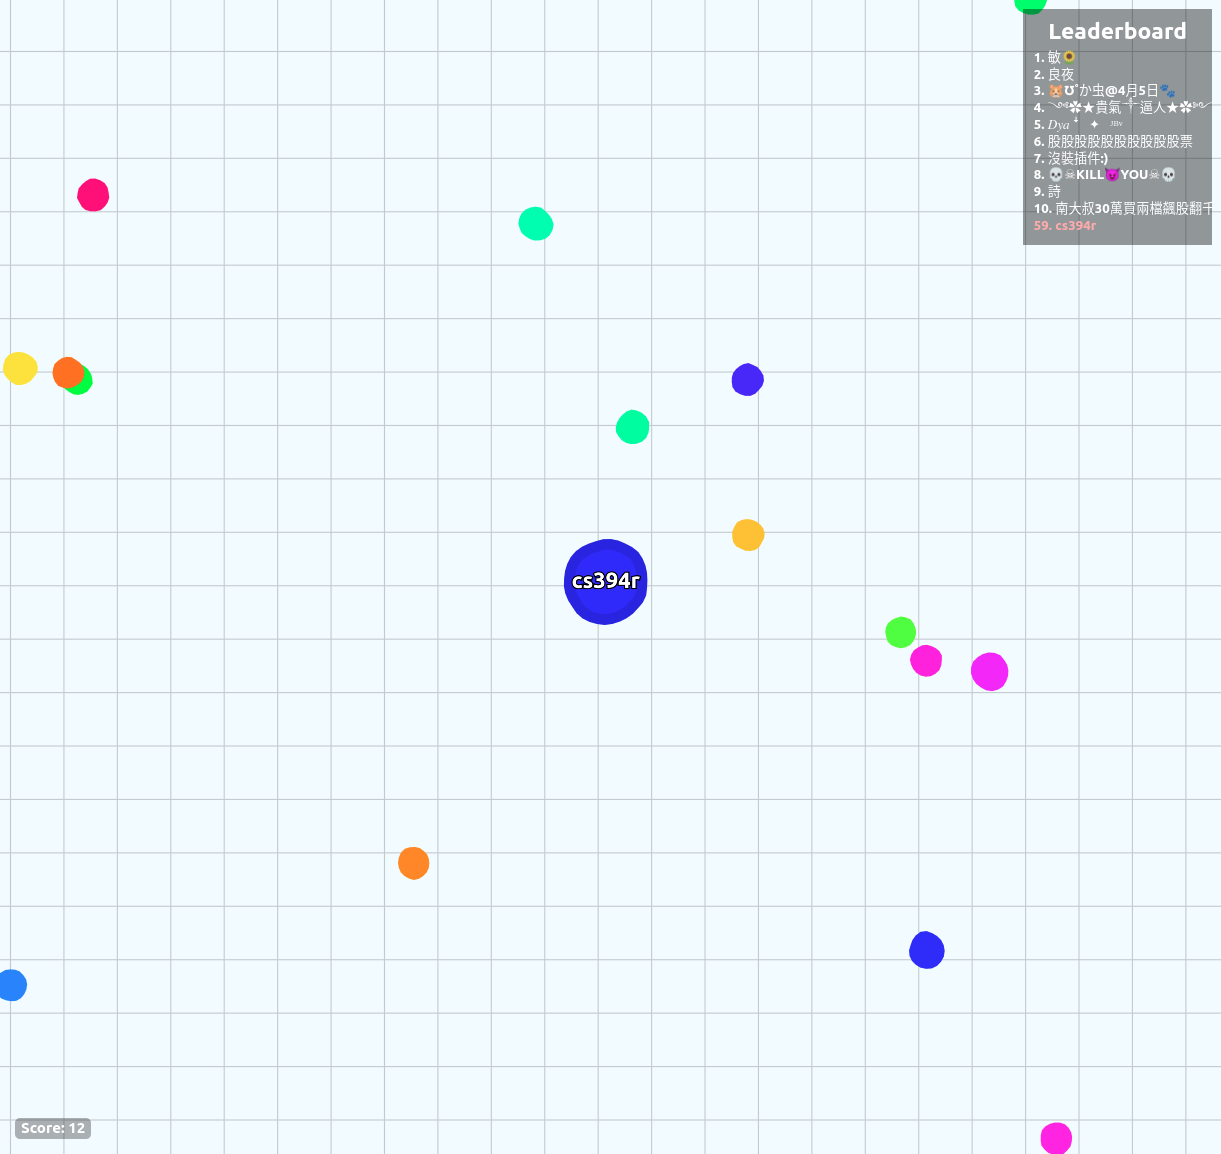 Leaderboard
1. 敏🌻
2. 良夜
3. 🐹か虫@4月5日🐾
4. ★貴氣逼人★
5. Dya ✦ ᴶᴮⱽ
6. 股股股股股股股股股股票
7. 沒裝插件:)
8. 💀☠KILL😈YOU☠💀
9. 詩
10. 南大叔30萬買兩檔飆股翻千
59. cs394r
cs394r
Score: 12